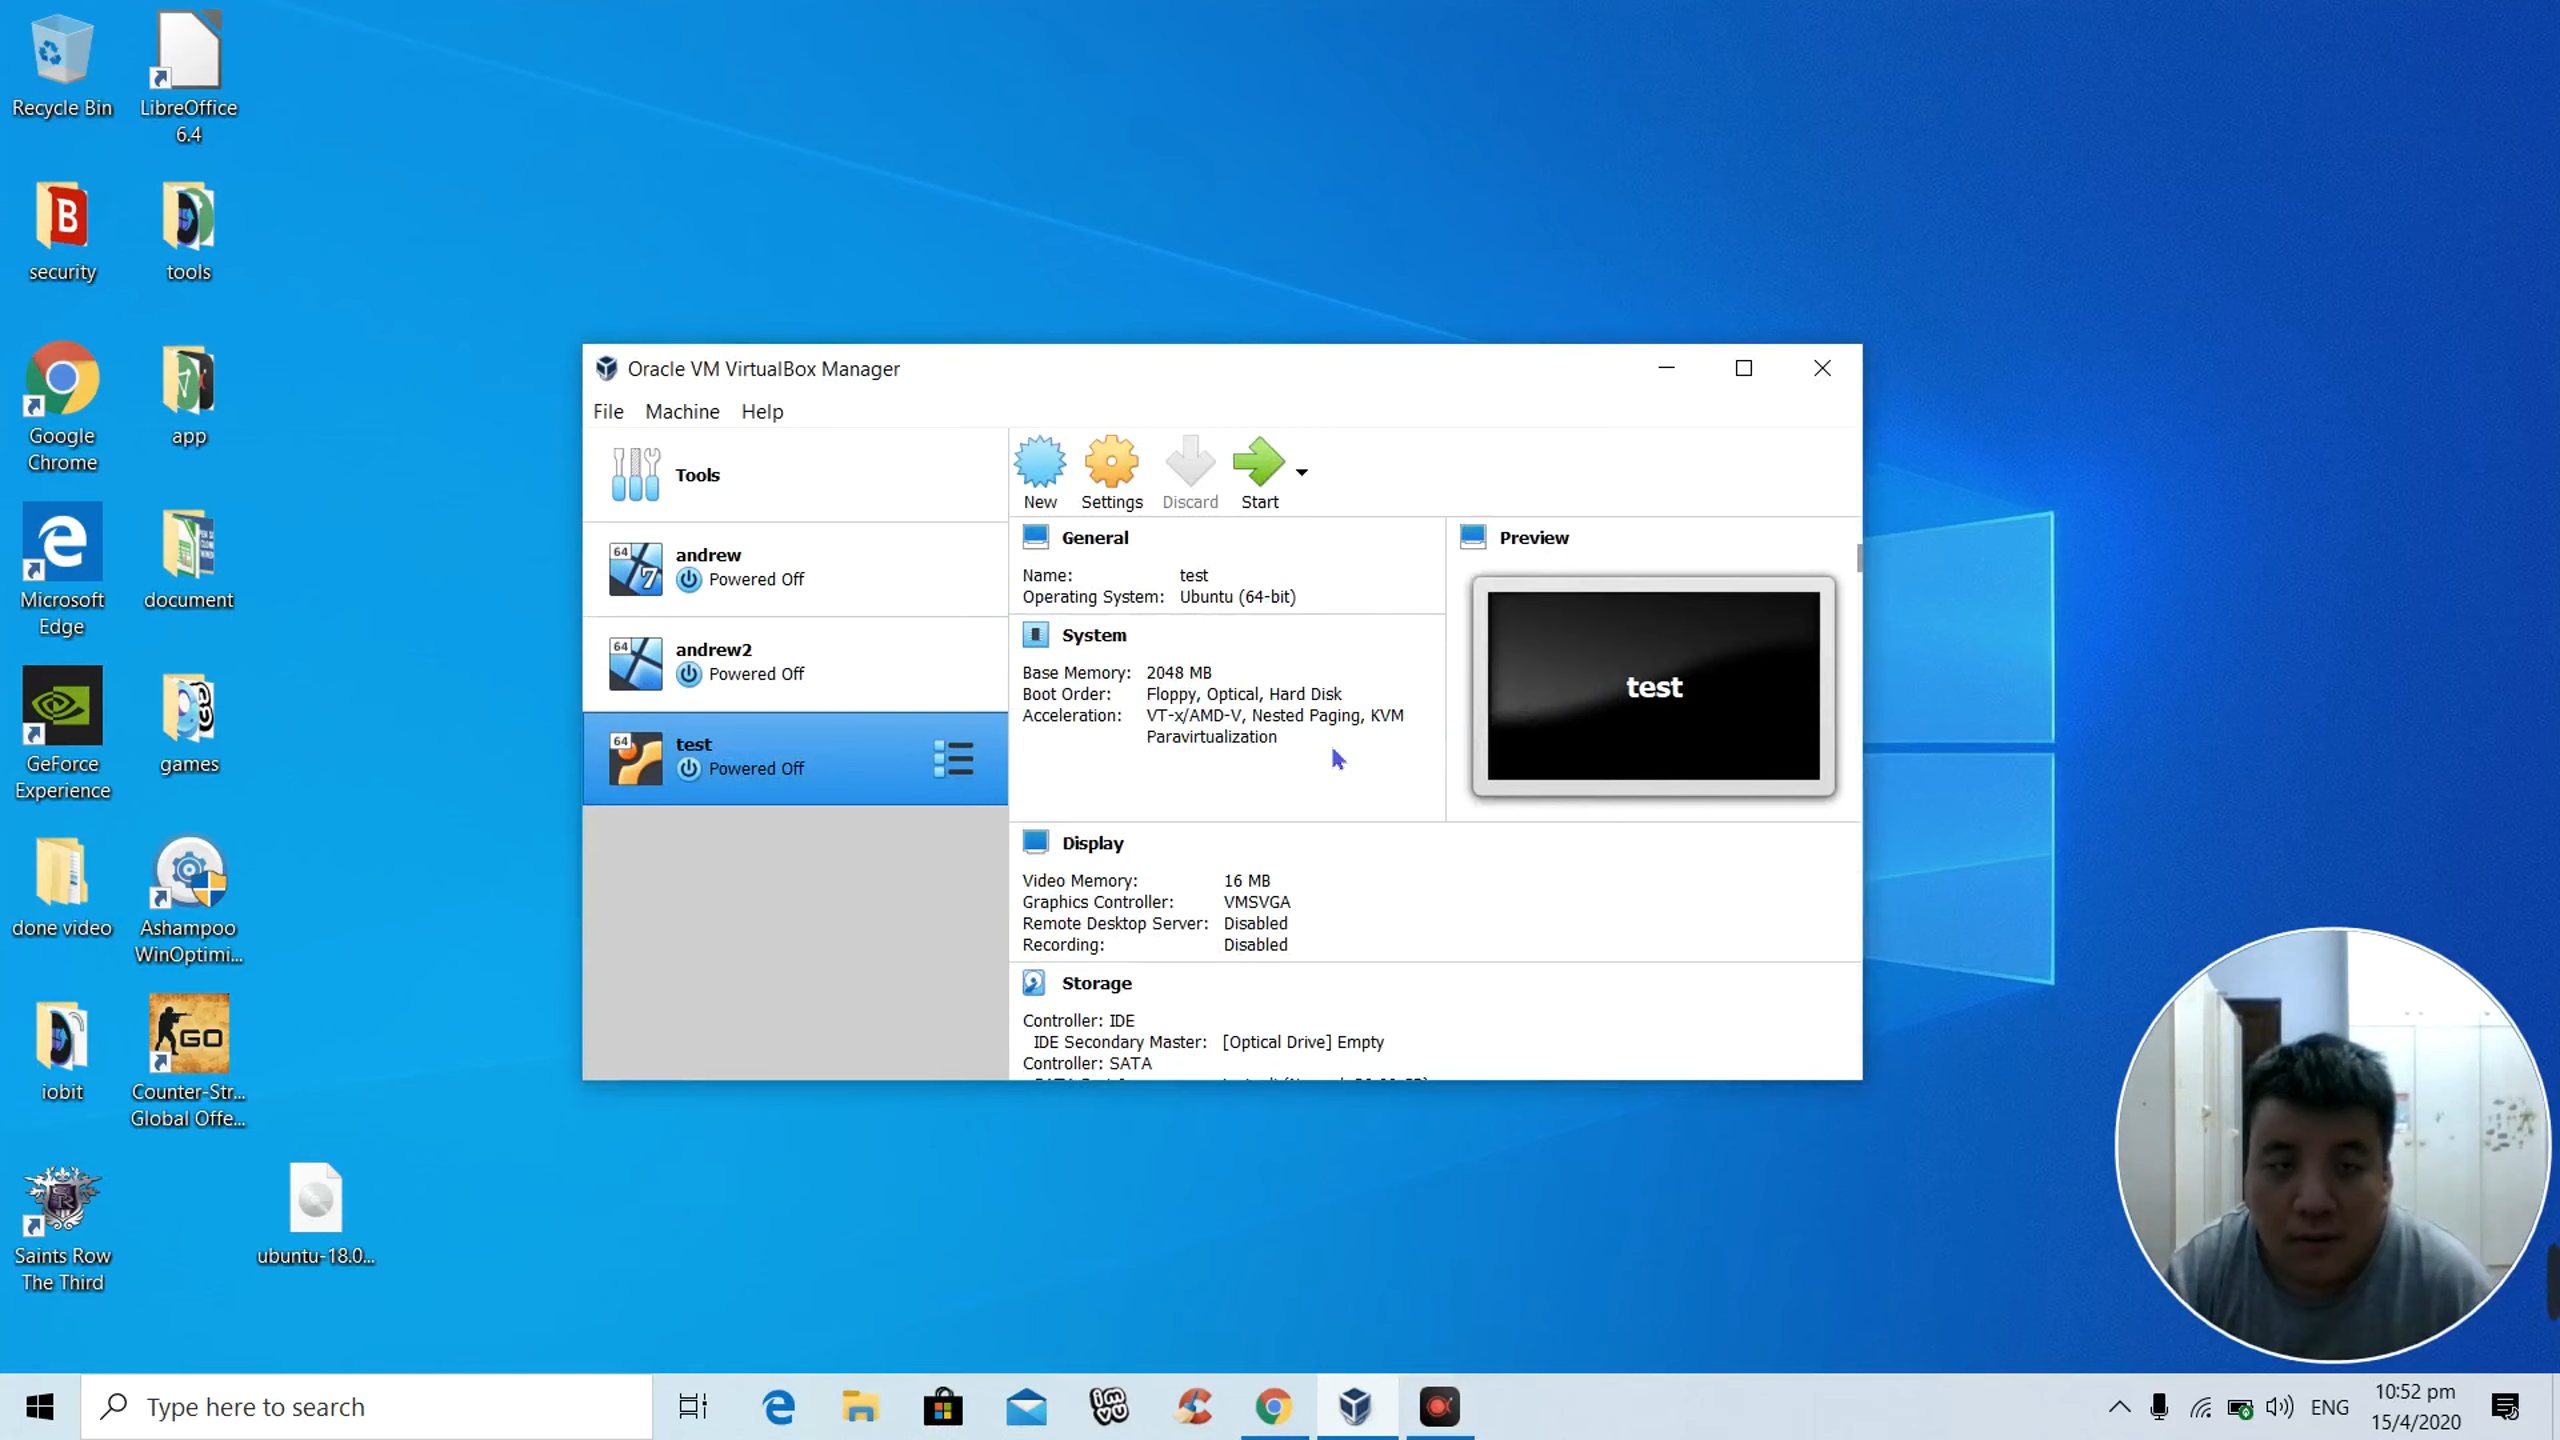 Recycle Bin
LibreOffice
6.4
security
tools
Google
Chrome
app
Microsoft
Edge
document
GeForce
Experience
games
done video
Ashampoo
WinOptimi...
iobit
Counter-Str...
Global Offe...
GO
Saints Row
The Third
ubuntu-18.0...
Oracle VM VirtualBox Manager
File Machine Help
Tools
New Settings Discard Start
64 7
andrew
Powered Off
64
andrew2
Powered Off
64
test
Powered Off
General
Name: test
Operating System: Ubuntu (64-bit)
System
Base Memory: 2048 MB
Boot Order: Floppy, Optical, Hard Disk
Acceleration: VT-x/AMD-V, Nested Paging, KVM
Paravirtualization
Preview
test
Display
Video Memory: 16 MB
Graphics Controller: VMSVGA
Remote Desktop Server: Disabled
Recording: Disabled
Storage
Controller: IDE
IDE Secondary Master: [Optical Drive] Empty
Controller: SATA
Type here to search
imvu
ENG
10:52 pm
15/4/2020